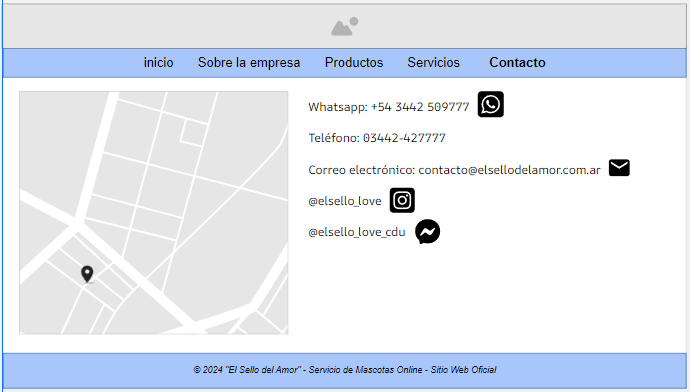 inicio Sobre la empresa Productos Servicios Contacto
Whatsapp: +54 3442 509777
Teléfono: 03442-427777
Correo electrónico: contacto@elsellodelamor.com.ar
@elsello_love
@elsello_love_cdu
© 2024 "El Sello del Amor" - Servicio de Mascotas Online - Sitio Web Oficial